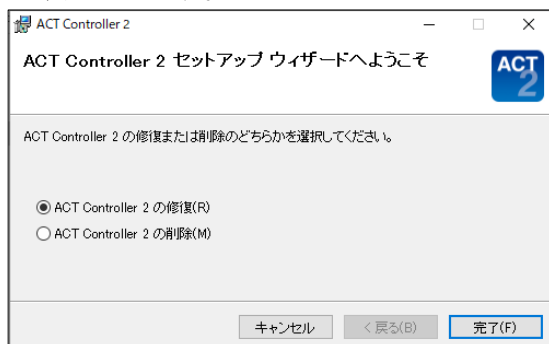 ACT Controller 2
ACT Controller 2 セットアップ ウィザードへようこそ
ACT
2
ACT Controller 2 の修復または削除のどちらかを選択してください。
ACT Controller 2 の修復(R)
ACT Controller 2 の削除(M)
キャンセル
< 戻る(B)
完了(F)